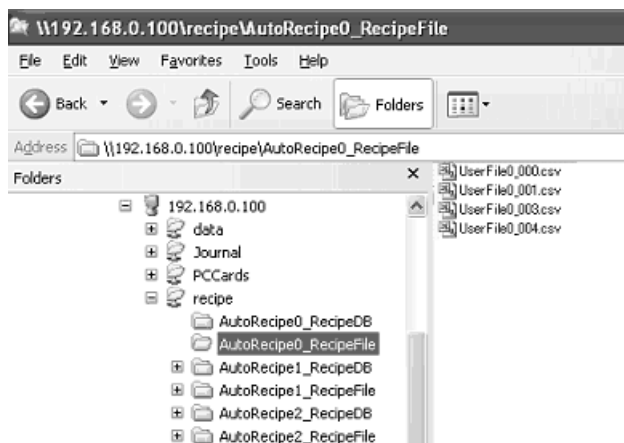 \\192.168.0.100\recipe\AutoRecipe0_RecipeFile
File Edit View Favorites Tools Help
Back Search Folders
Address \\192.168.0.100\recipe\AutoRecipe0_RecipeFile
Folders
192.168.0.100
data
Journal
PCCards
recipe
AutoRecipe0_RecipeDB
AutoRecipe0_RecipeFile
AutoRecipe1_RecipeDB
AutoRecipe1_RecipeFile
AutoRecipe2_RecipeDB
AutoRecipe2_RecipeFile
UserFile0_000.csv
UserFile0_001.csv
UserFile0_003.csv
UserFile0_004.csv